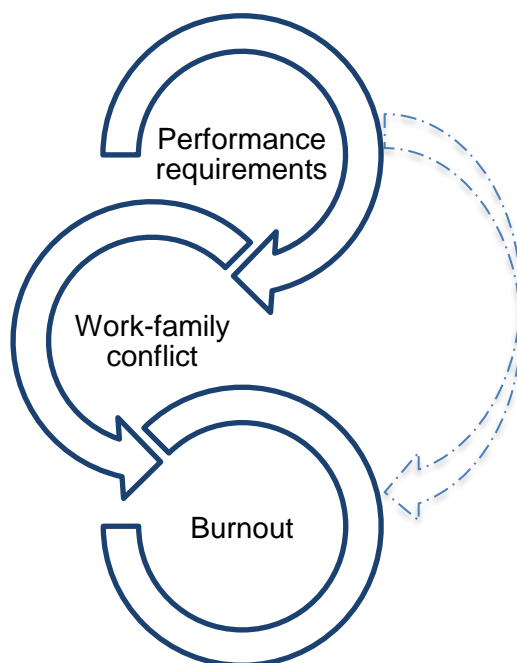 Performance
requirements
Work-family
conflict
Burnout